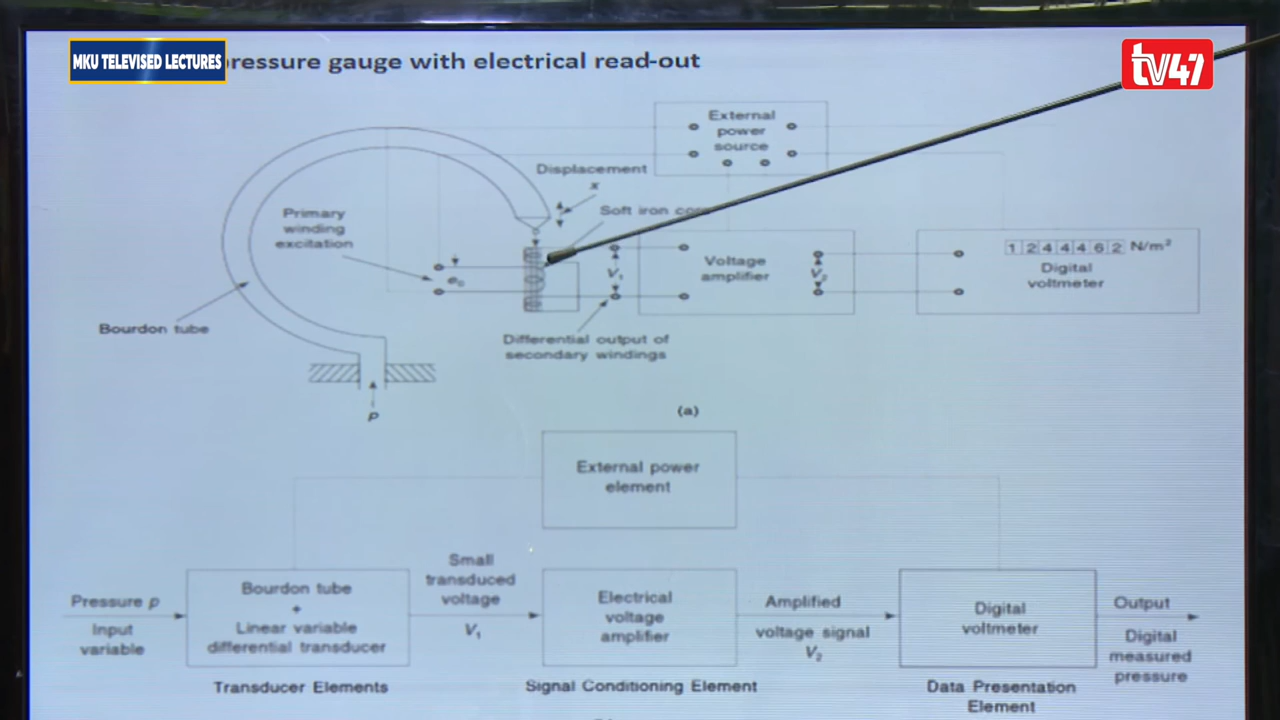 MKU TELEVISED LECTURES
pressure gauge with electrical read-out
tv47
External
power
source
Displacement
x
Soft iron
Primary
winding
excitation
Voltage
amplifier
V₁
V₂
1 2 4 4 4 6 2 N/m²
Digital
voltmeter
Bourdon tube
Differential output of
secondary windings
p
(a)
External power
element
Pressure p
Input
variable
Bourdon tube
+
Linear variable
differential transducer
Transducer Elements
Small
transduced
voltage
V₁
Electrical
voltage
amplifier
Signal Conditioning Element
Amplified
voltage signal
V₂
Digital
voltmeter
Data Presentation
Element
Output
Digital
measured
pressure